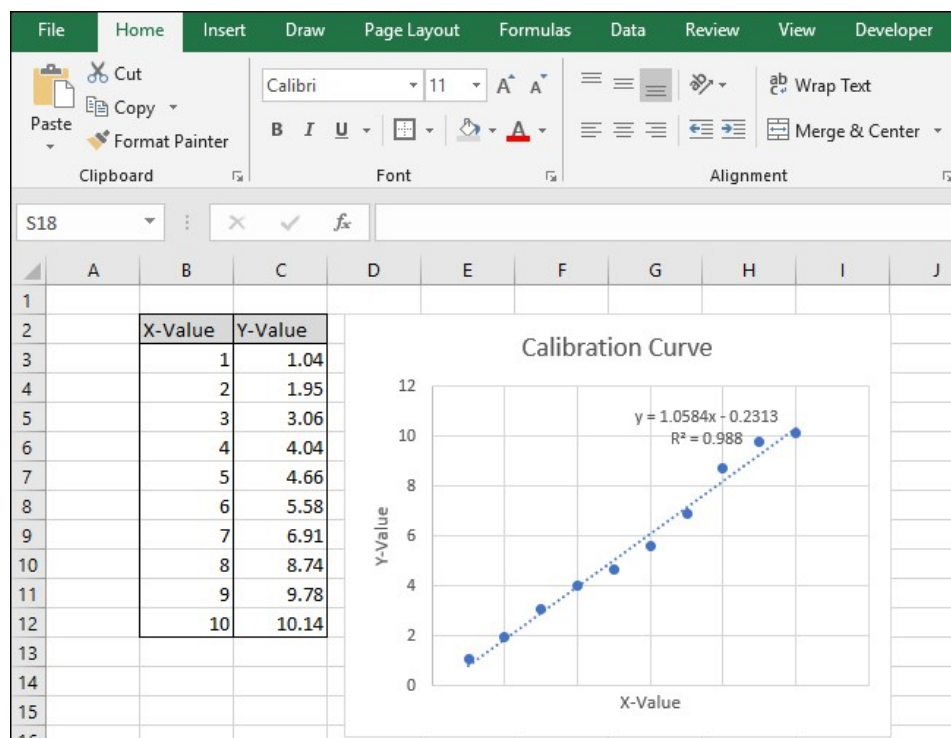 File Home Insert Draw Page Layout Formulas Data Review View Developer
Cut
Copy
Paste
Format Painter
Calibri 11 A A
ab Wrap Text
B I U A
Merge & Center
Clipboard Font Alignment
S18 fx
A B C D E F G H I J
1
2 X-Value Y-Value
3 1 1.04
4 2 1.95
5 3 3.06
6 4 4.04
7 5 4.66
8 6 5.58
9 7 6.91
10 8 8.74
11 9 9.78
12 10 10.14
13
14
15
Calibration Curve
12
10
8
6
4
2
0
y = 1.0584x - 0.2313
R² = 0.988
Y-Value
X-Value